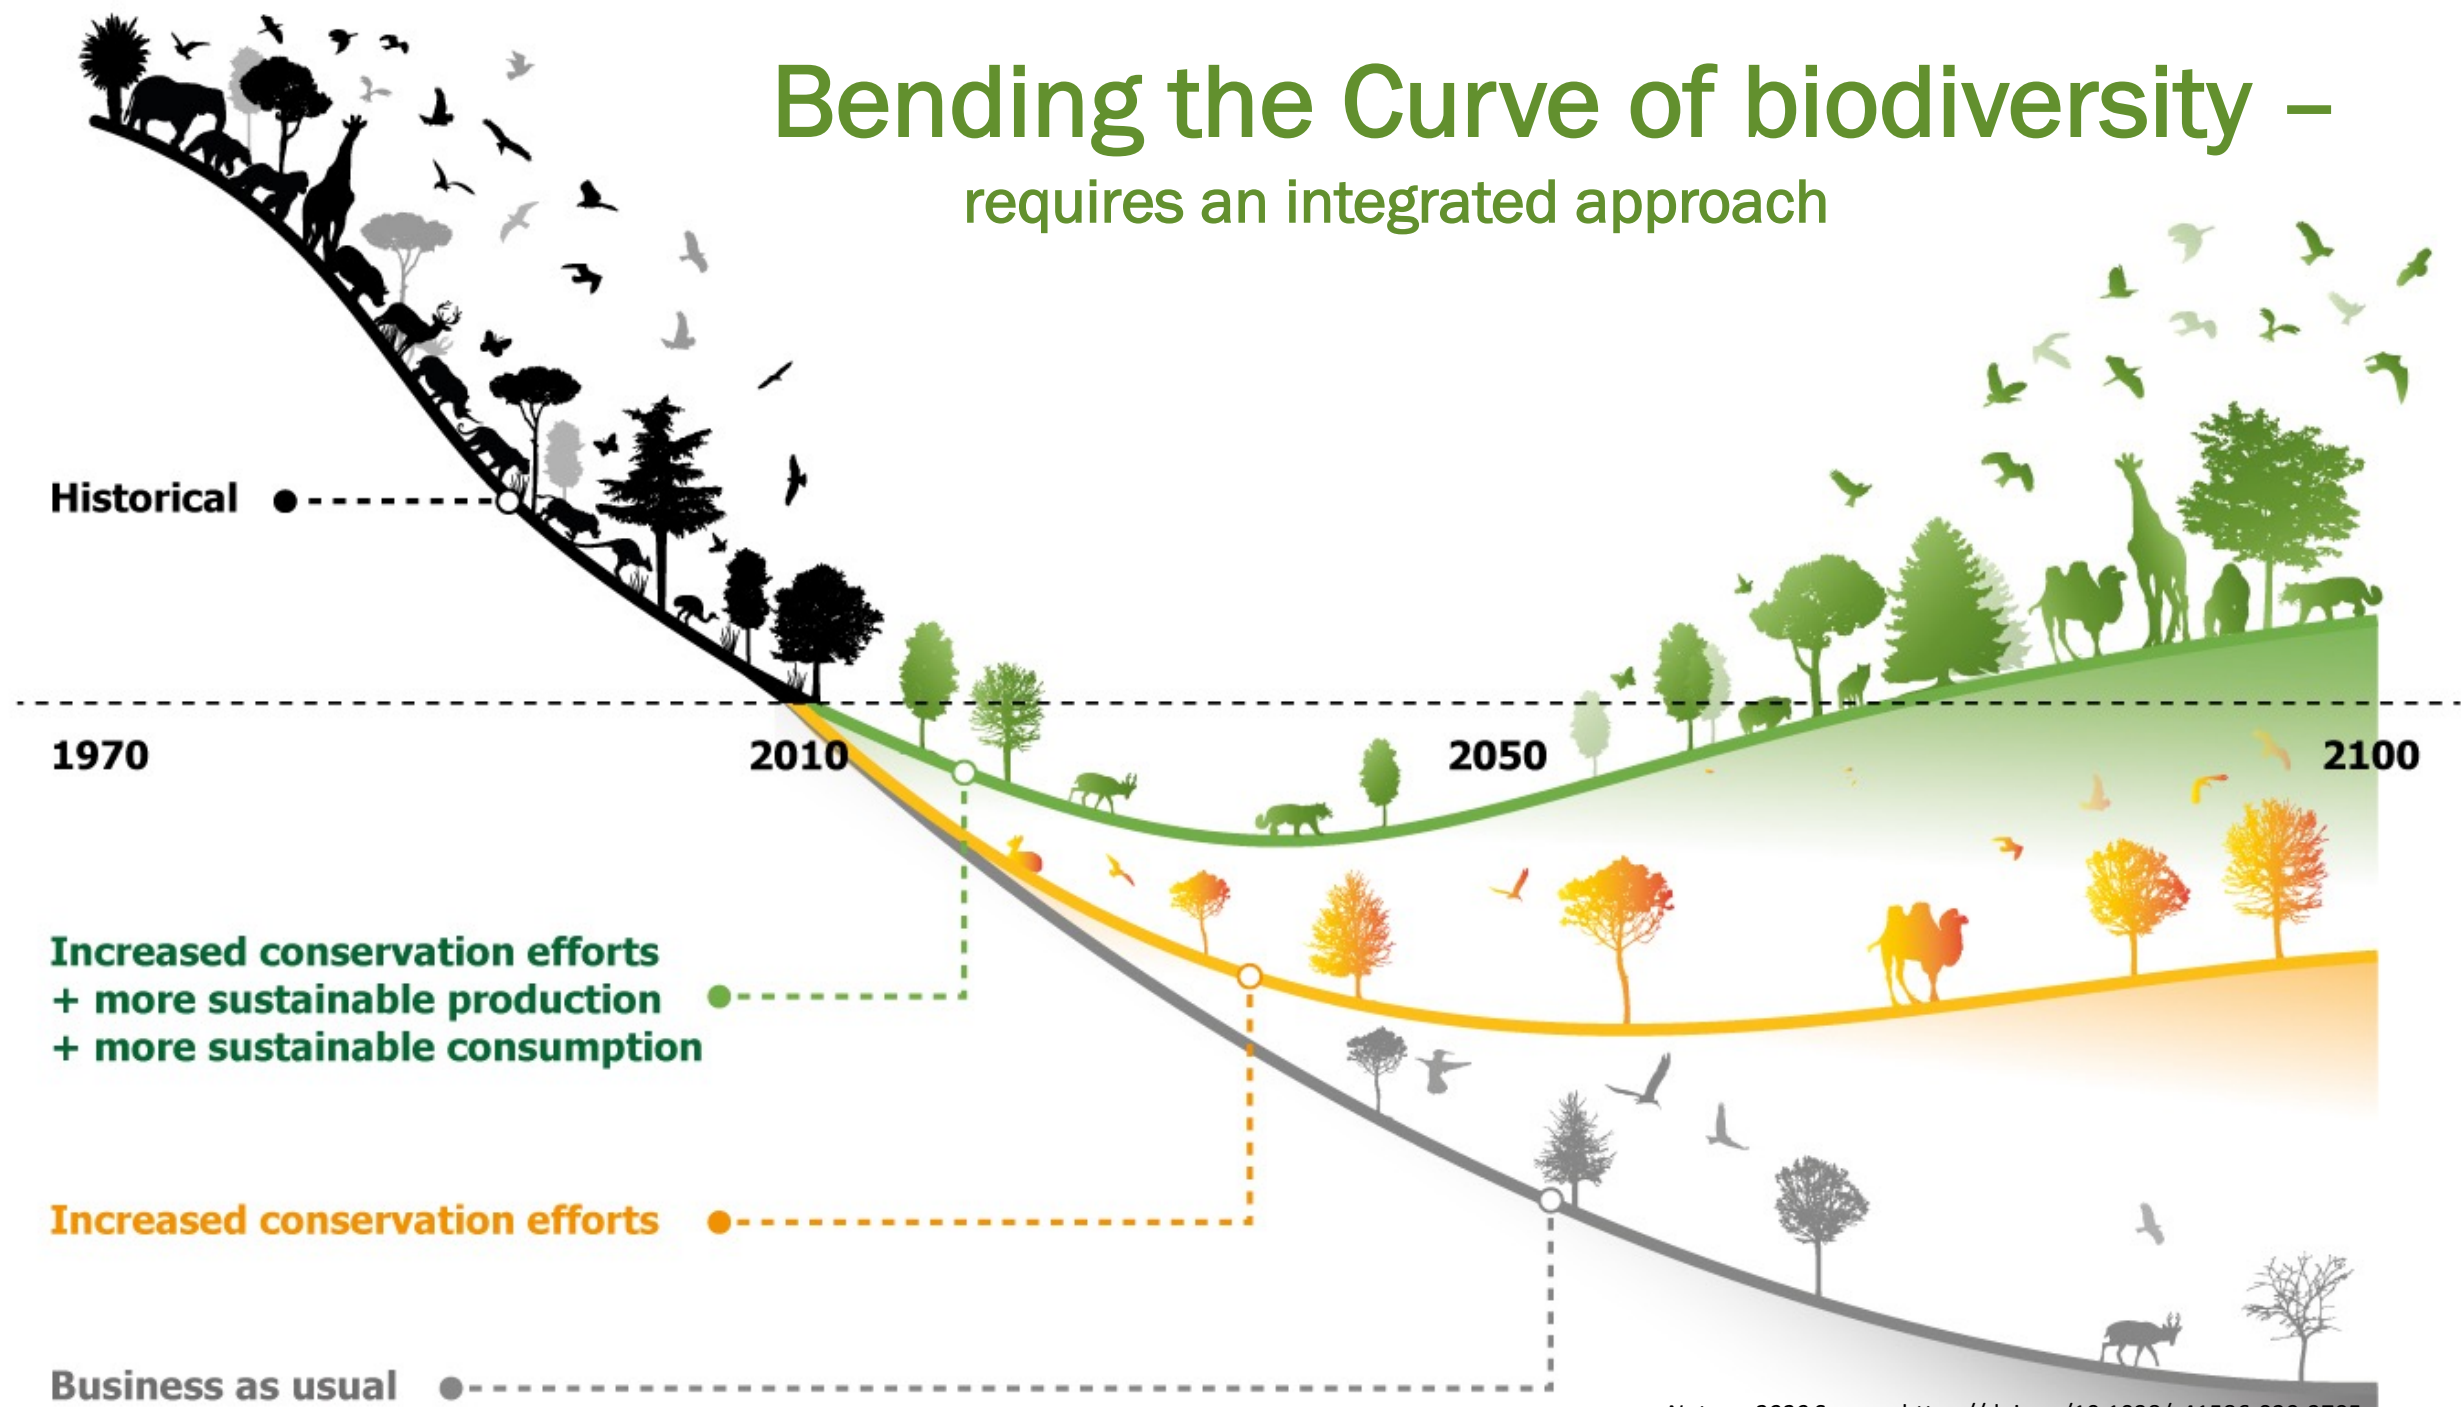 Bending the Curve of biodiversity –
requires an integrated approach
Historical
1970
2010
2050
2100
Increased conservation efforts
+ more sustainable production
+ more sustainable consumption
Increased conservation efforts
Business as usual